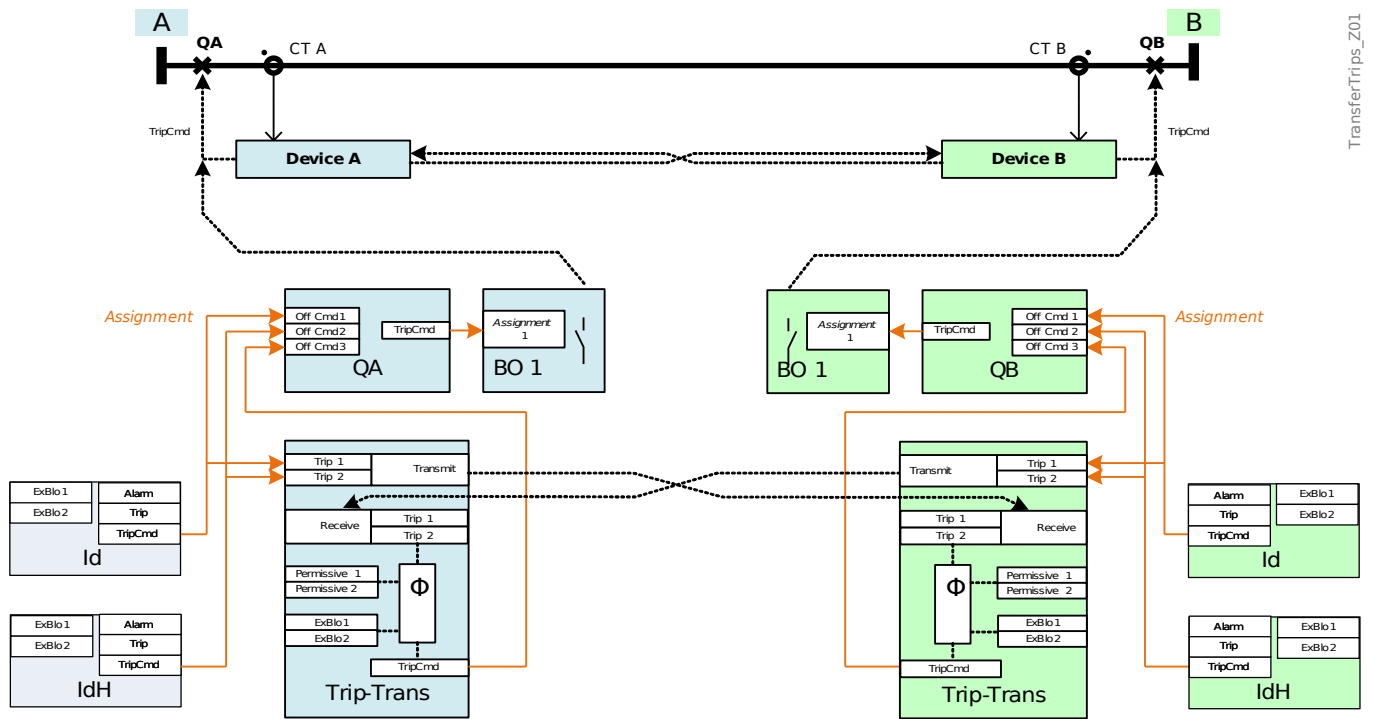 A
B
QA
CT A
CT B
QB
TransferTrips_Z01
TripCmd
TripCmd
Device A
Device B
Assignment
Off Cmd1
Off Cmd2
Off Cmd3
TripCmd
QA
Assignment
1
BO 1
Assignment
1
BO 1
TripCmd
Off Cmd 1
Off Cmd 2
Off Cmd 3
QB
Assignment
Trip 1
Trip 2
Transmit
Receive
Trip 1
Trip 2
Permissive 1
Permissive 2
ExBlo1
ExBlo2
Φ
TripCmd
Trip-Trans
Transmit
Trip 1
Trip 2
Trip 1
Trip 2
Receive
Φ
Permissive 1
Permissive 2
ExBlo1
ExBlo2
TripCmd
Trip-Trans
ExBlo1
ExBlo2
Alarm
Trip
TripCmd
Id
ExBlo1
ExBlo2
Alarm
Trip
TripCmd
IdH
Alarm
Trip
TripCmd
ExBlo1
ExBlo2
Id
Alarm
Trip
TripCmd
ExBlo1
ExBlo2
IdH